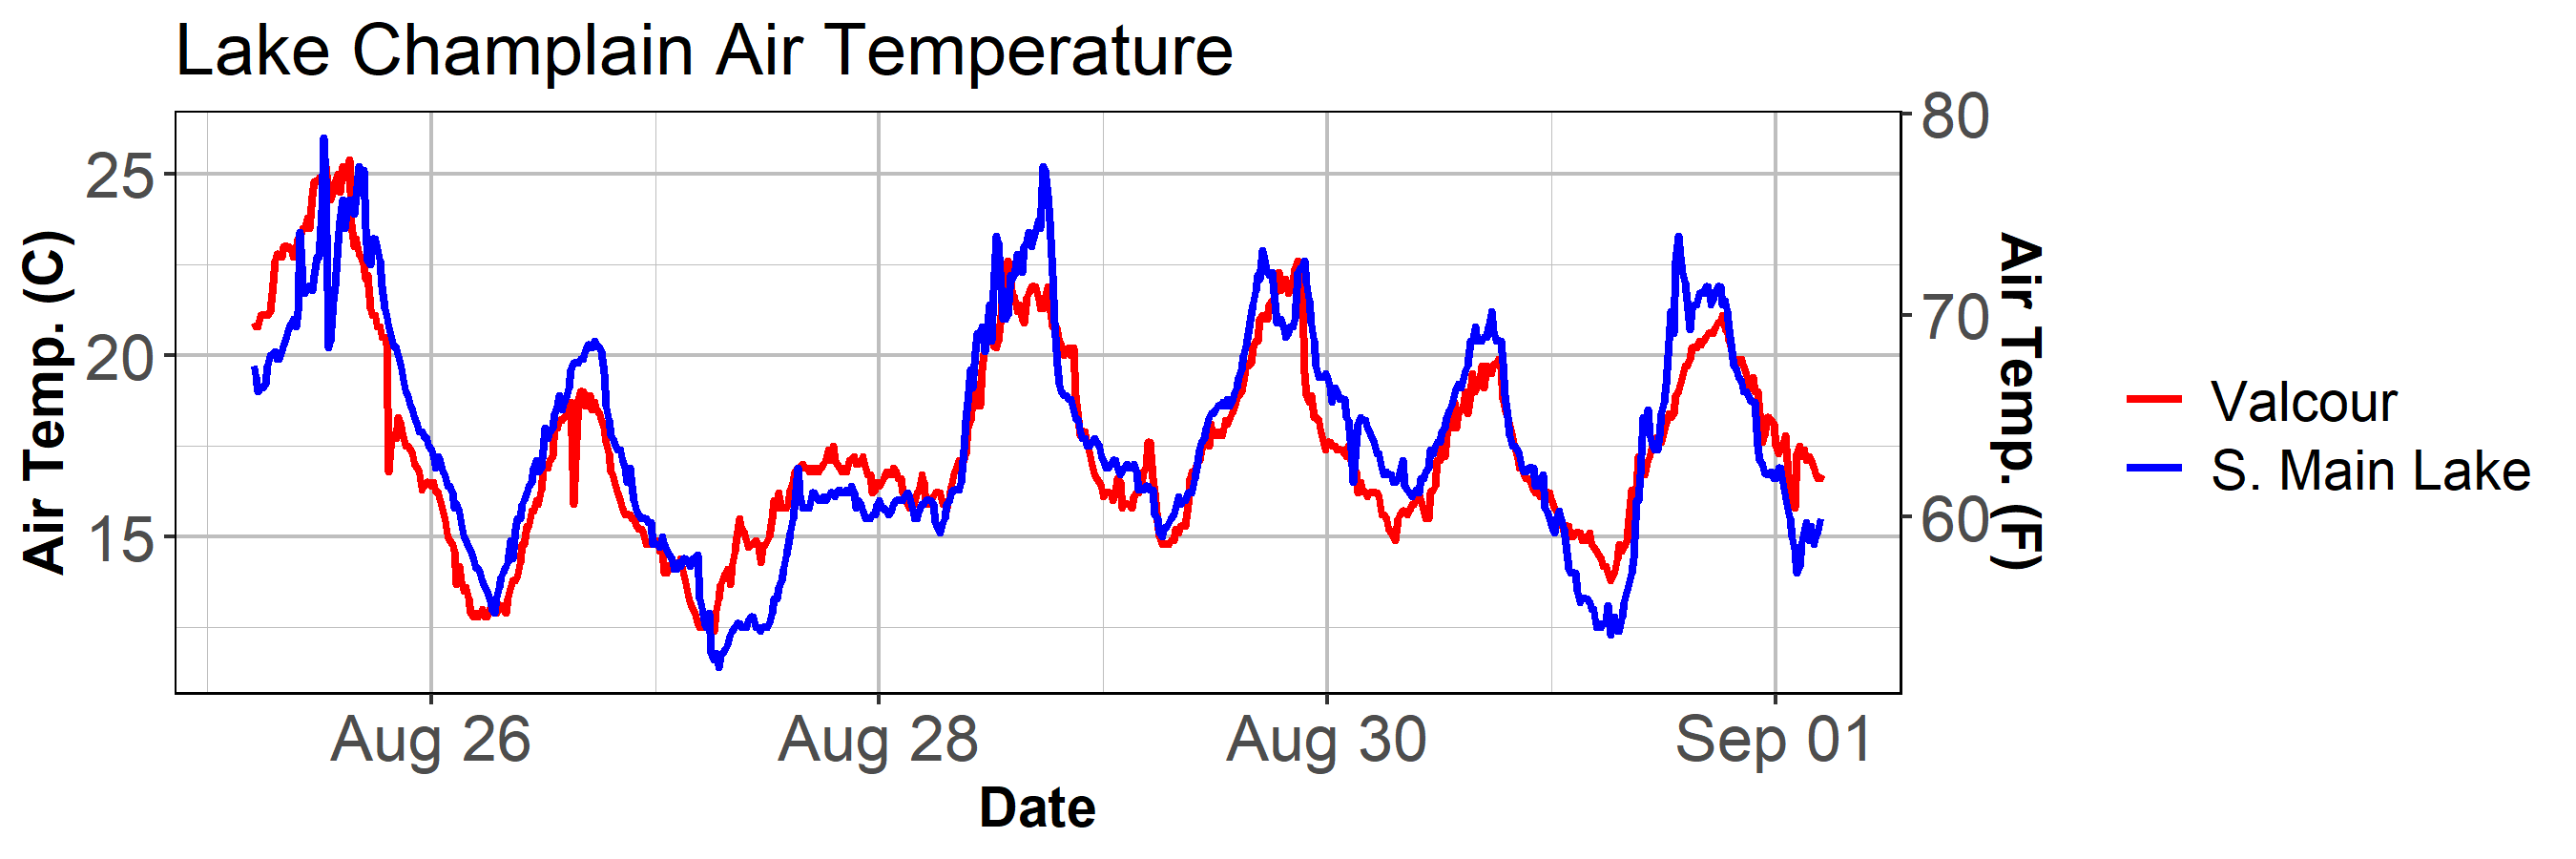 Lake Champlain Air Temperature
Air Temp. (C)
25
20
15
80
70
60
Air Temp. (F)
Aug 26
Aug 28
Aug 30
Sep 01
Date
Valcour
S. Main Lake